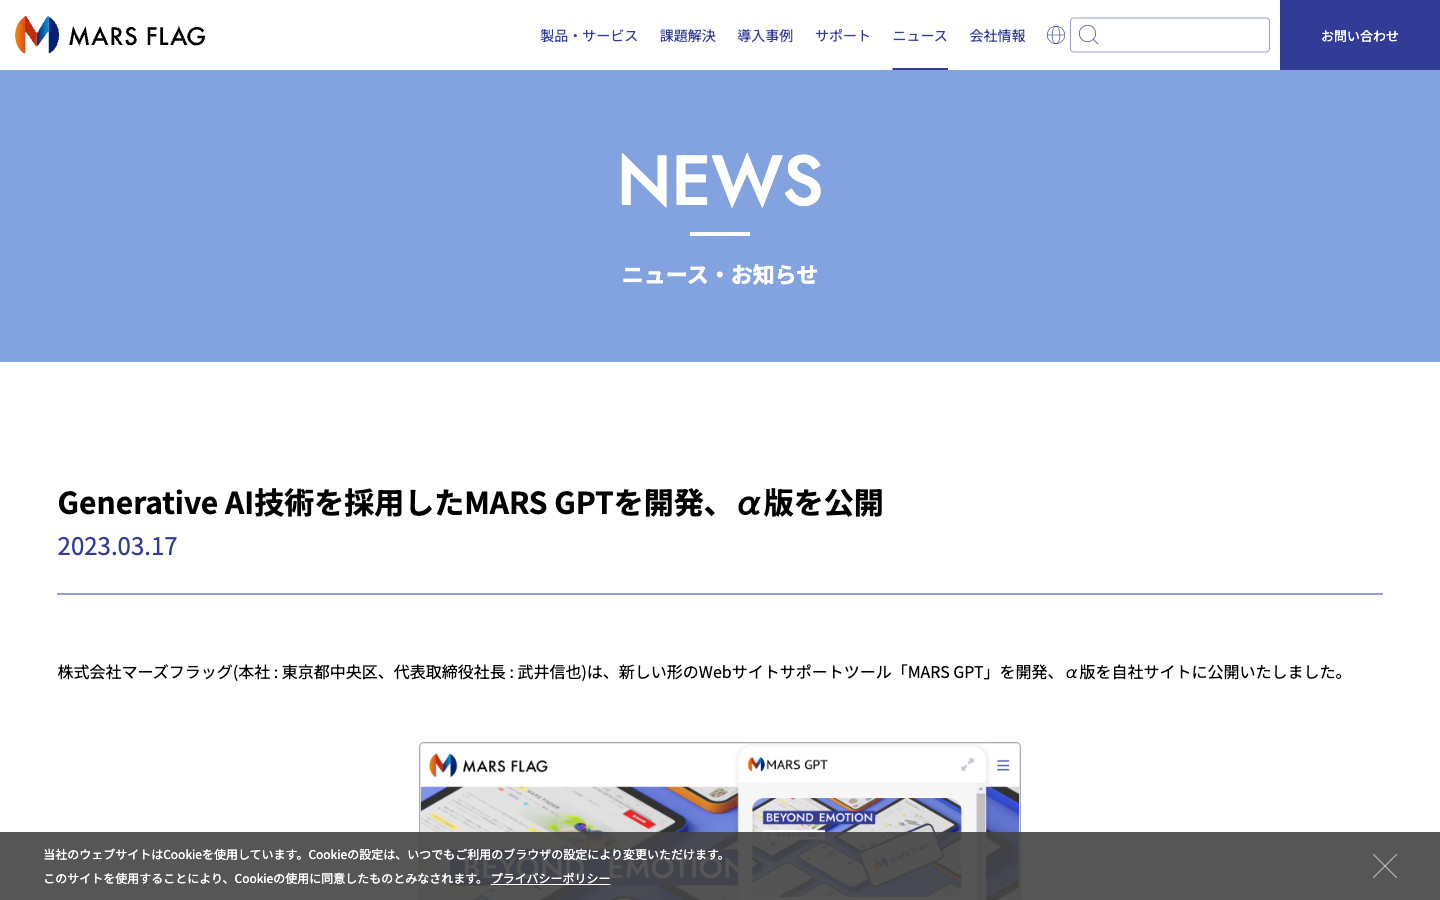 MARS FLAG
製品・サービス 課題解決 導入事例 サポート ニュース 会社情報
お問い合わせ
NEWS
ニュース・お知らせ
Generative AI技術を採用したMARS GPTを開発、α版を公開
2023.03.17
株式会社マーズフラッグ(本社 : 東京都中央区、代表取締役社長 : 武井信也)は、新しい形のWebサイトサポートツール「MARS GPT」を開発、α版を自社サイトに公開いたしました。
MARS FLAG
MARS GPT
BEYOND EMOTION
MARS FLAG
BEYOND EMOTION
当社のウェブサイトはCookieを使用しています。Cookieの設定は、いつでもご利用のブラウザの設定により変更いただけます。
このサイトを使用することにより、Cookieの使用に同意したものとみなされます。 プライバシーポリシー